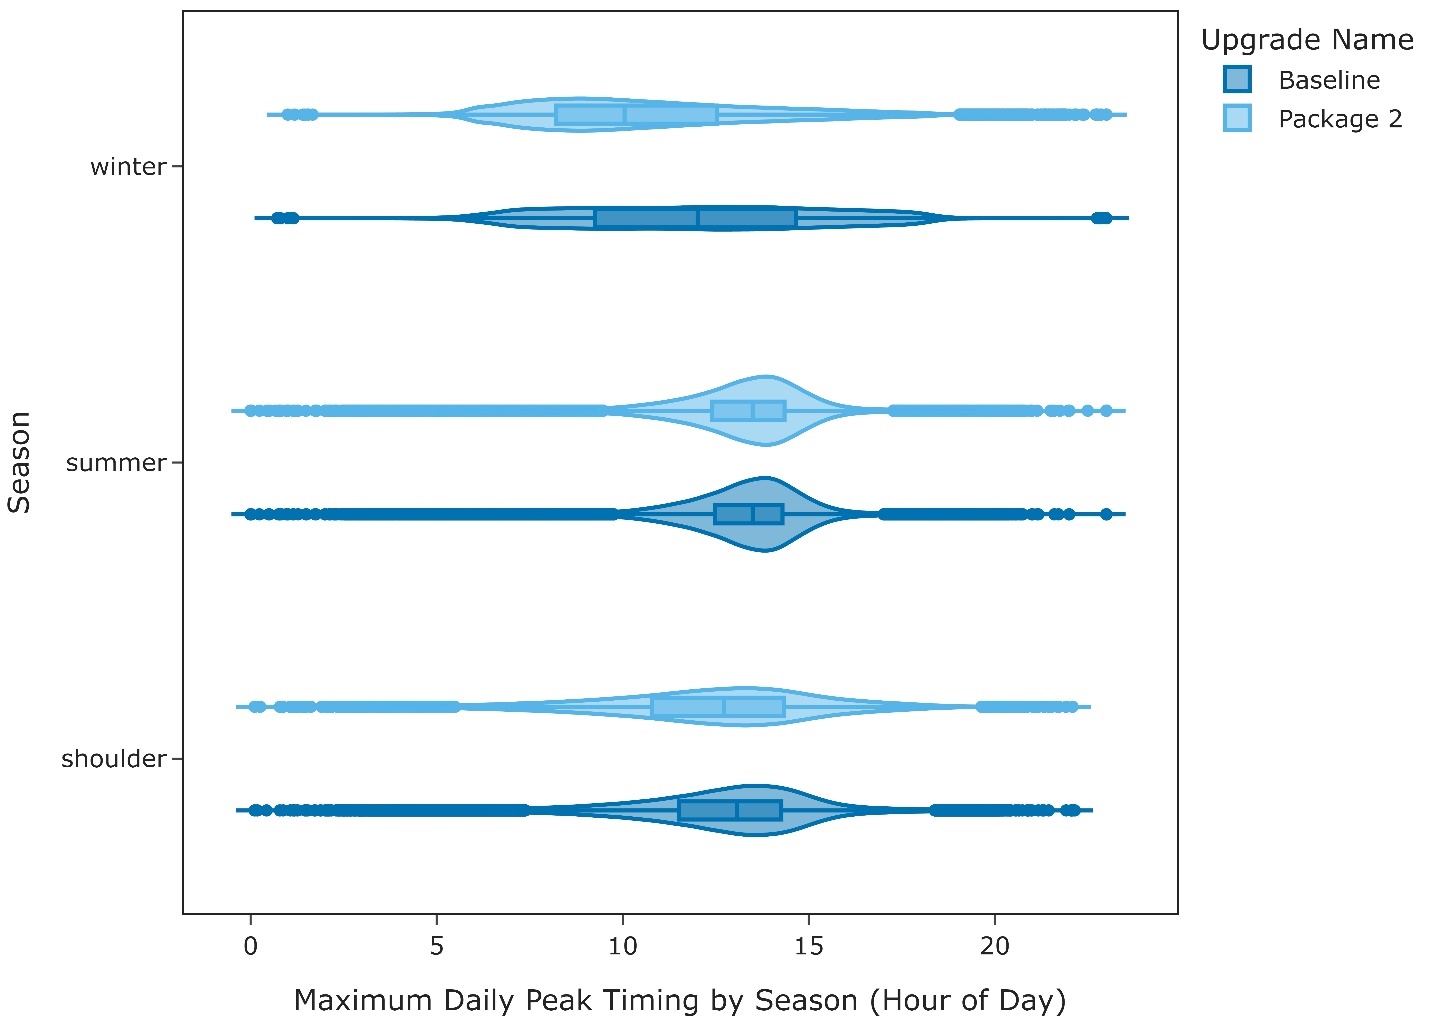 Upgrade Name
Baseline
Package 2
Season
winter
summer
shoulder
0 5 10 15 20
Maximum Daily Peak Timing by Season (Hour of Day)